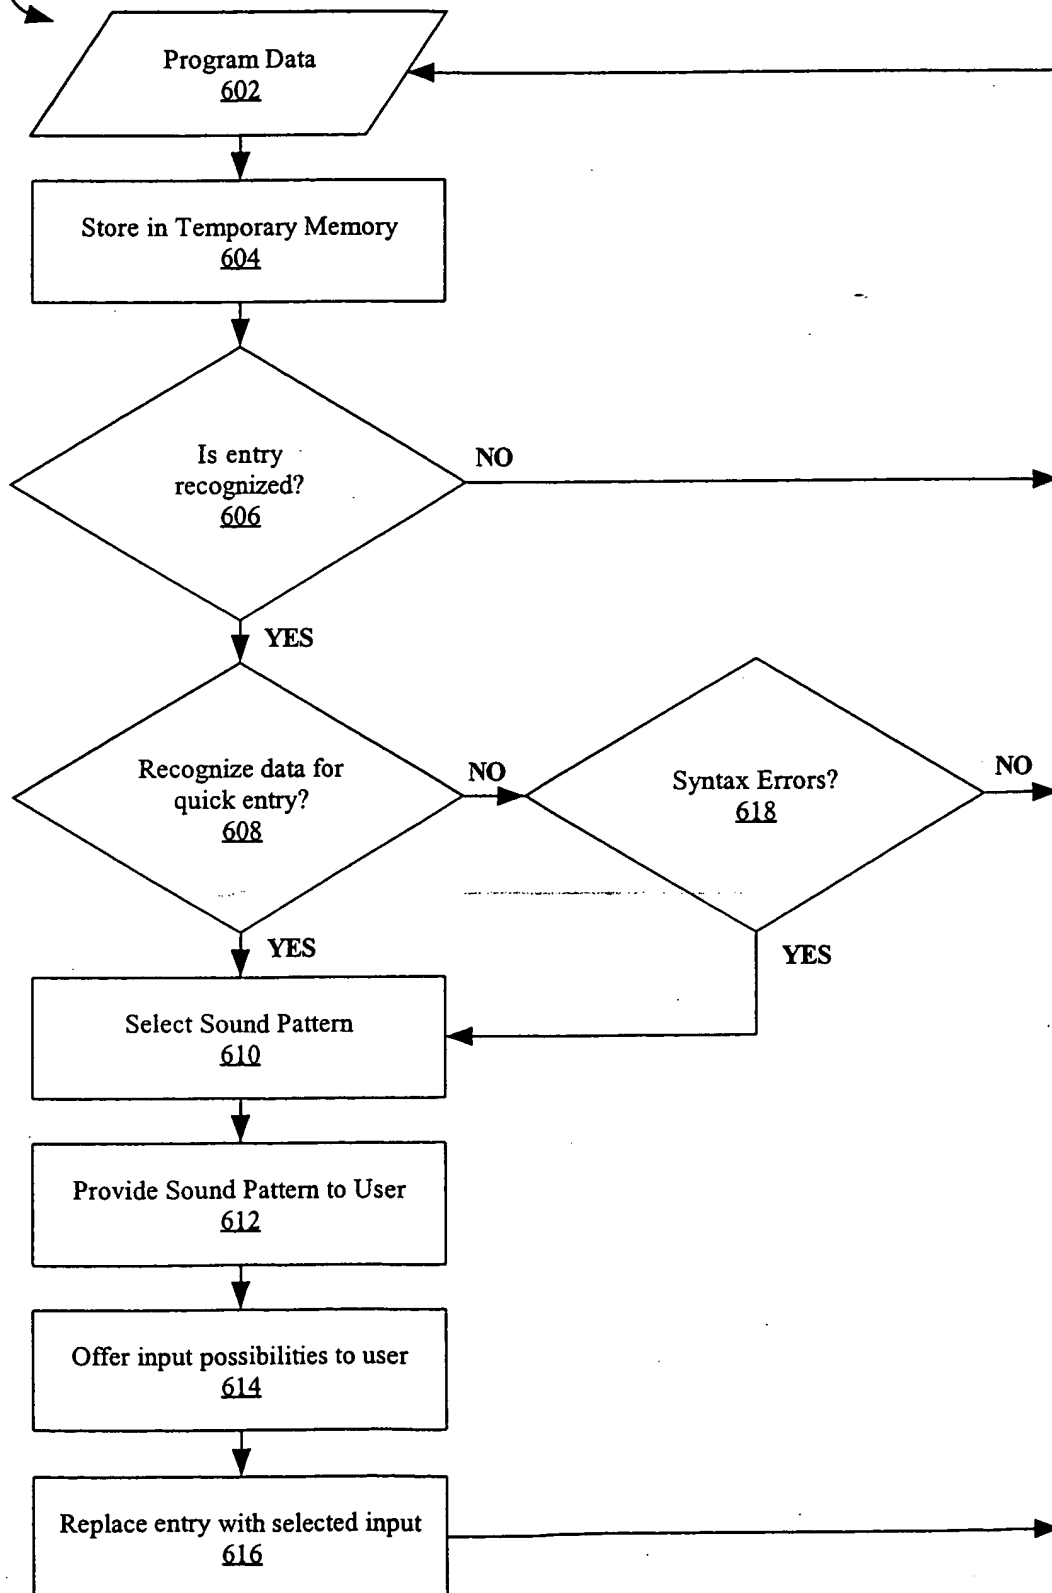 Program Data
602
Store in Temporary Memory
604
Is entry
recognized?
606
NO
YES
Recognize data for
quick entry?
608
NO
Syntax Errors?
618
NO
YES
YES
Select Sound Pattern
610
Provide Sound Pattern to User
612
Offer input possibilities to user
614
Replace entry with selected input
616